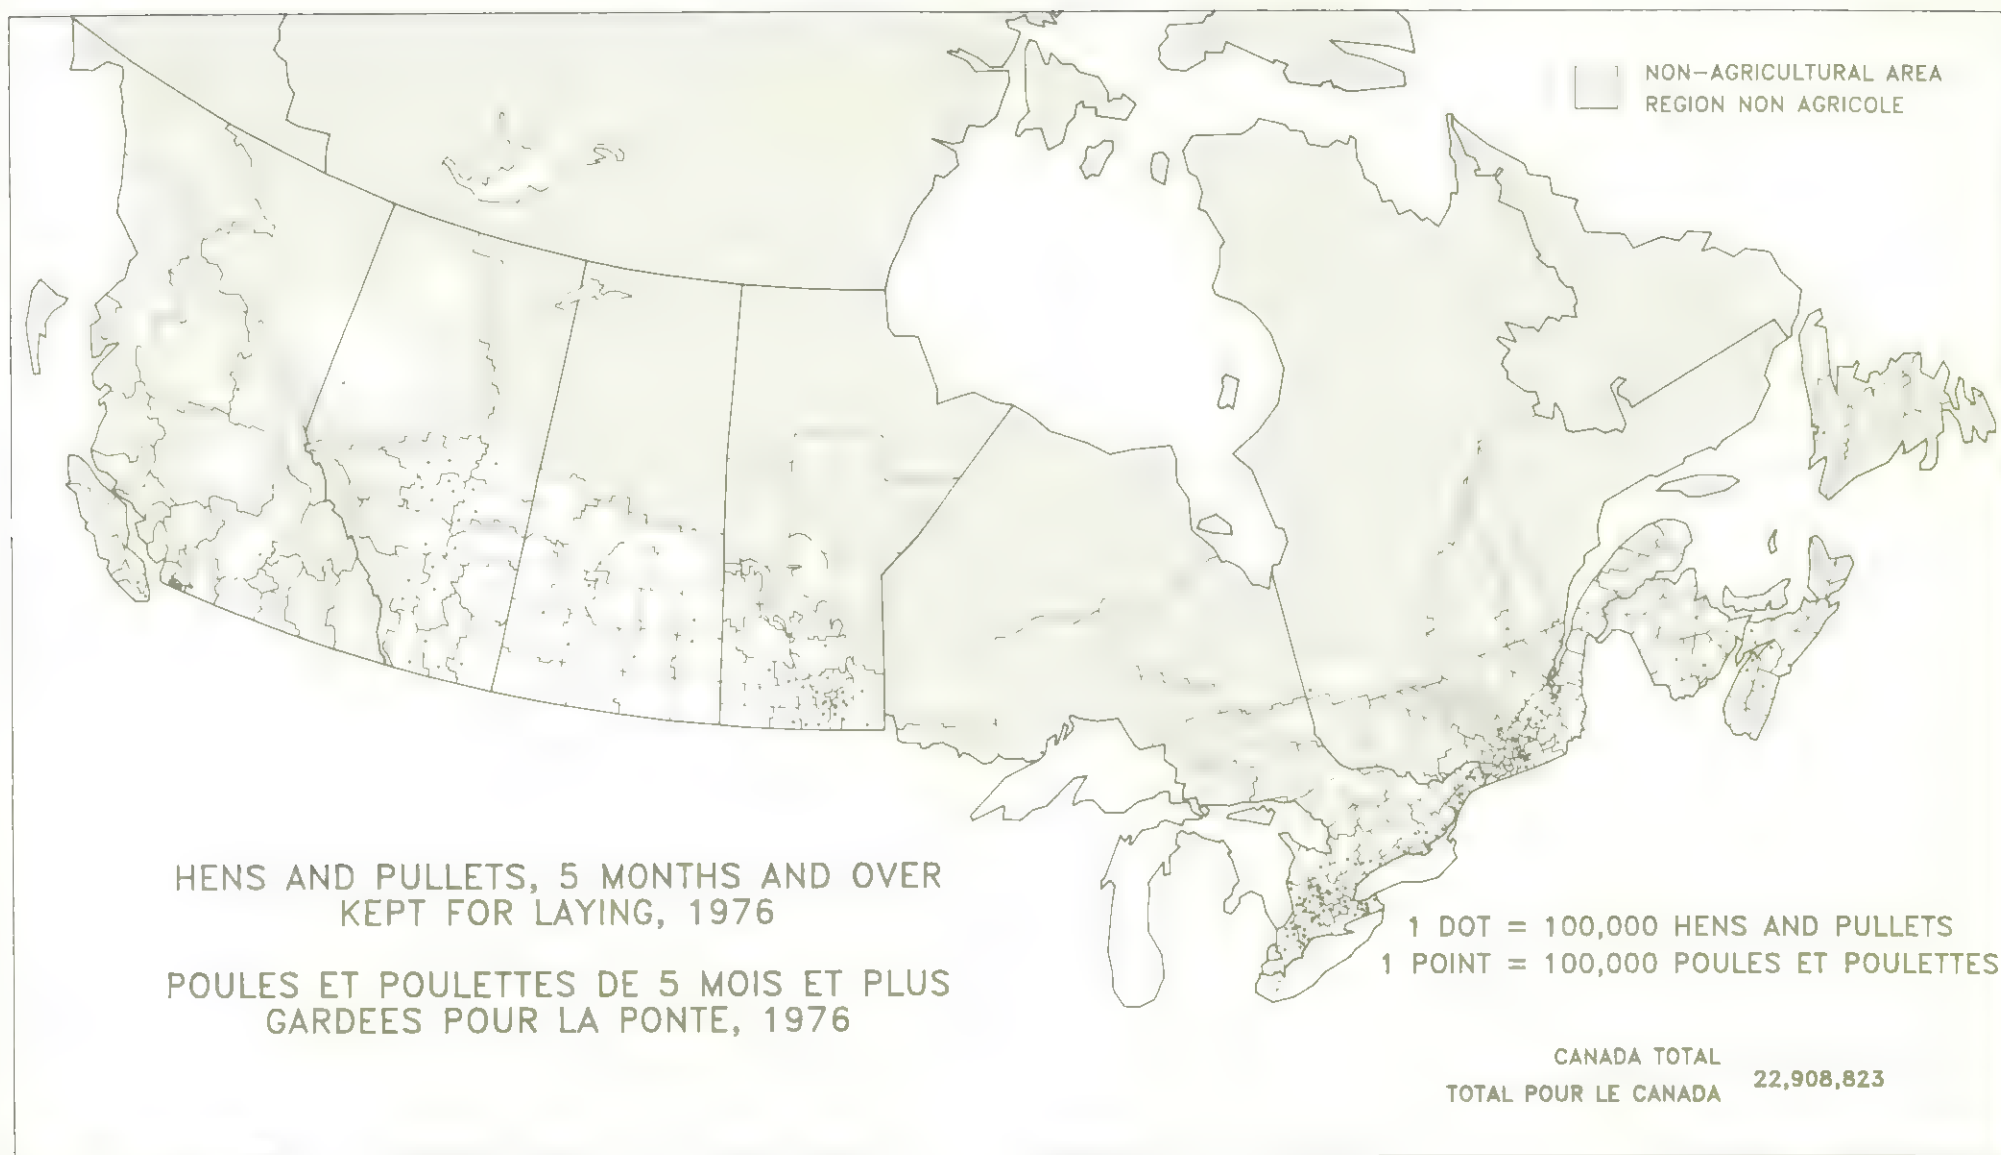 NON-AGRICULTURAL AREA
REGION NON AGRICOLE
HENS AND PULLETS, 5 MONTHS AND OVER
KEPT FOR LAYING, 1976
POULES ET POULETTES DE 5 MOIS ET PLUS
GARDEES POUR LA PONTE, 1976
1 DOT = 100,000 HENS AND PULLETS
1 POINT = 100,000 POULES ET POULETTES
CANADA TOTAL
TOTAL POUR LE CANADA
22,908,823